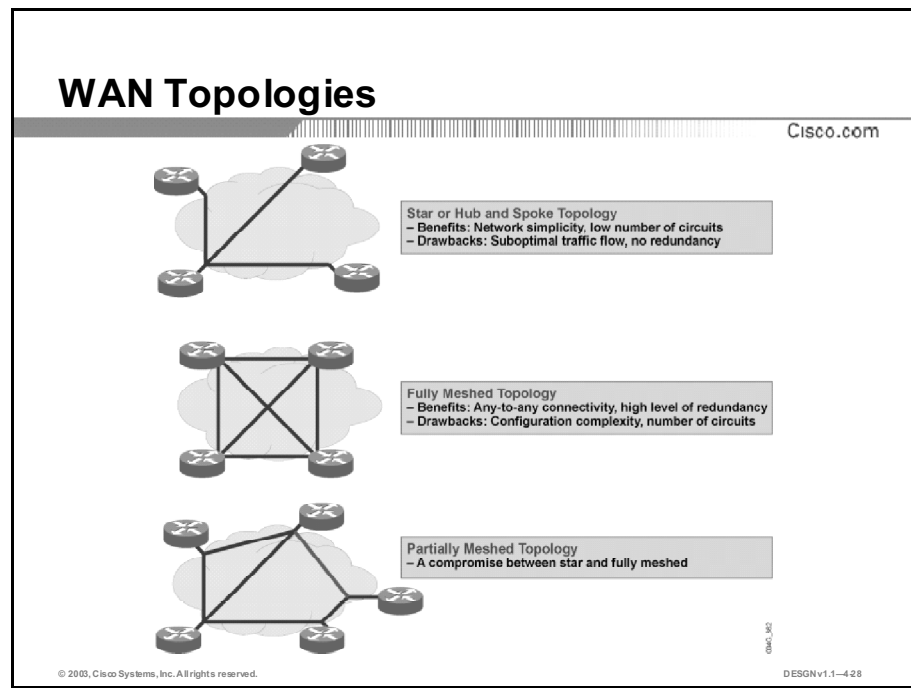 WAN Topologies
Cisco.com
Star or Hub and Spoke Topology
– Benefits: Network simplicity, low number of circuits
– Drawbacks: Suboptimal traffic flow, no redundancy
Fully Meshed Topology
– Benefits: Any-to-any connectivity, high level of redundancy
– Drawbacks: Configuration complexity, number of circuits
Partially Meshed Topology
– A compromise between star and fully meshed
© 2003, Cisco Systems, Inc. All rights reserved.
DESGN v1.1—4-28